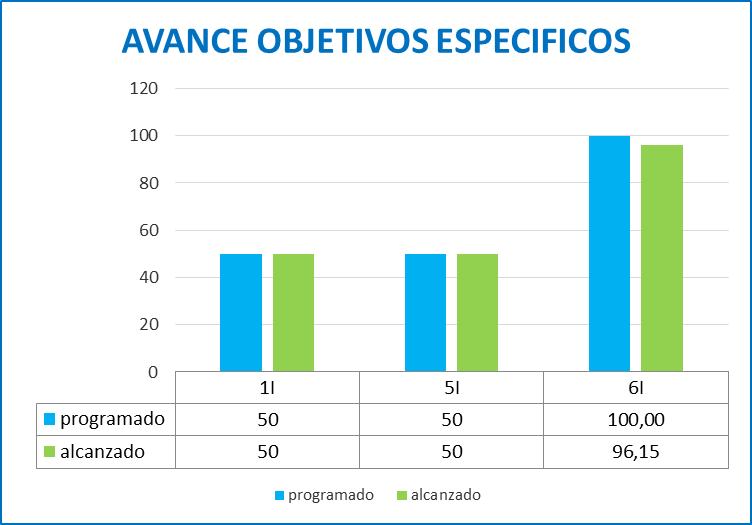 AVANCE OBJETIVOS ESPECIFICOS
120
100
80
60
40
20
0
1I 5I 6I
programado 50 50 100,00
alcanzado 50 50 96,15
programado alcanzado